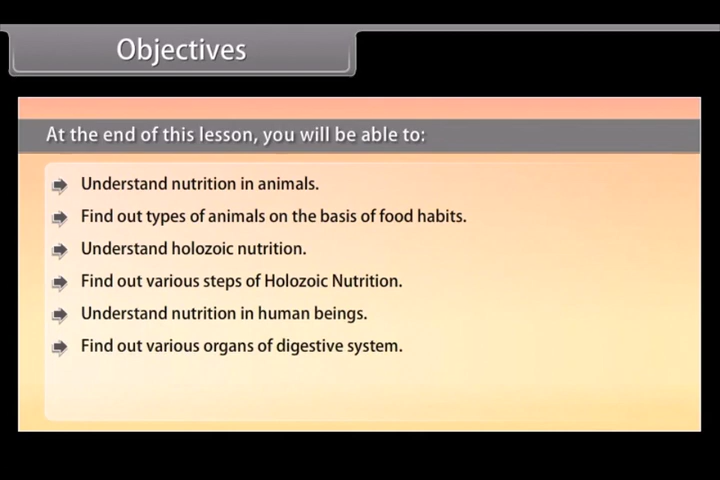 Objectives
At the end of this lesson, you will be able to:
Understand nutrition in animals.
Find out types of animals on the basis of food habits.
Understand holozoic nutrition.
Find out various steps of Holozoic Nutrition.
Understand nutrition in human beings.
Find out various organs of digestive system.